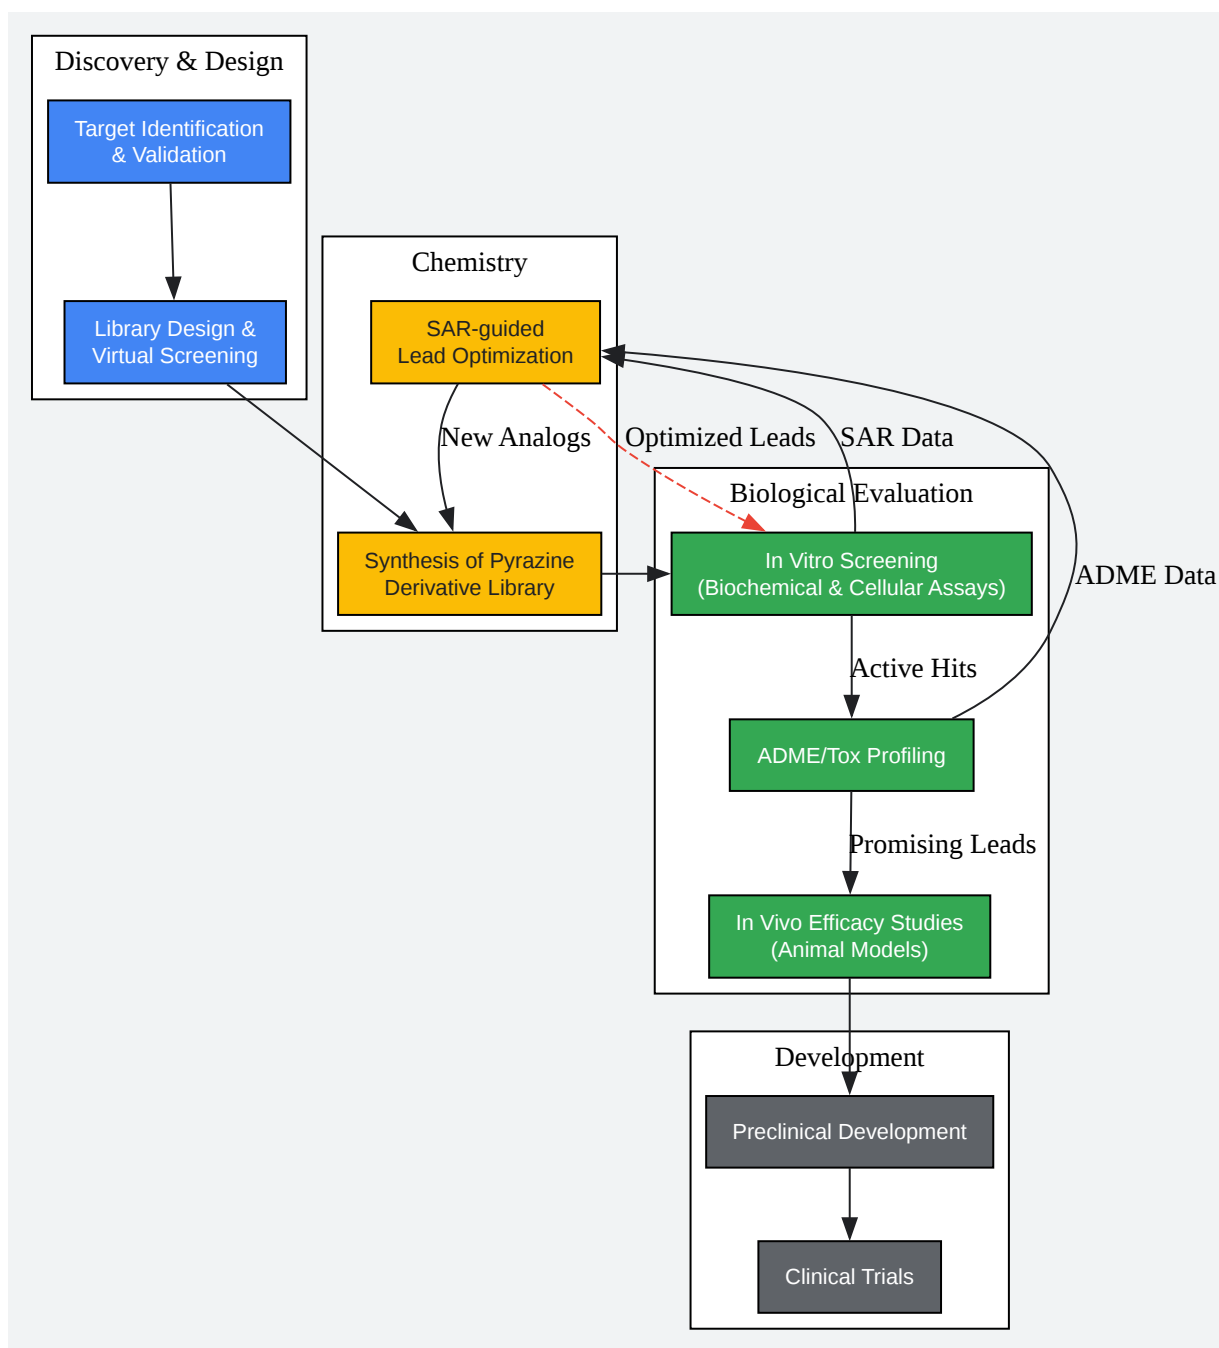 Discovery & Design
Target Identification
& Validation
Library Design &
Virtual Screening
Chemistry
SAR-guided
Lead Optimization
New Analogs
Optimized Leads
SAR Data
Synthesis of Pyrazine
Derivative Library
Biological Evaluation
In Vitro Screening
(Biochemical & Cellular Assays)
ADME Data
Active Hits
ADME/Tox Profiling
Promising Leads
In Vivo Efficacy Studies
(Animal Models)
Development
Preclinical Development
Clinical Trials